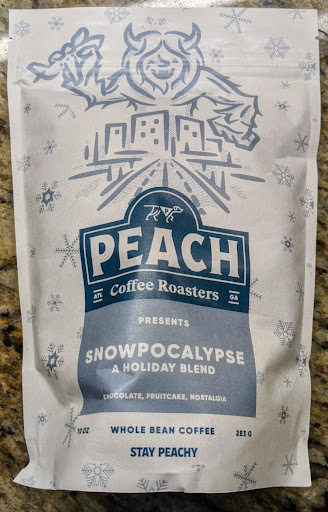 PEACH
ATL Coffee Roasters GA
PRESENTS
SNOWPOCALYPSE
A HOLIDAY BLEND
CHOCOLATE, FRUITCAKE, NOSTALGIA
10 OZ WHOLE BEAN COFFEE 283 G
STAY PEACHY